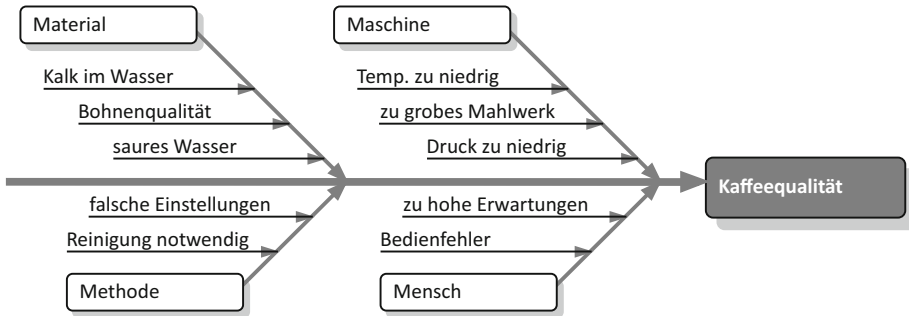 Material
Maschine
Kalk im Wasser
Temp. zu niedrig
Bohnenqualität
zu grobes Mahlwerk
saures Wasser
Druck zu niedrig
Kaffeequalität
falsche Einstellungen
zu hohe Erwartungen
Reinigung notwendig
Bedienfehler
Methode
Mensch